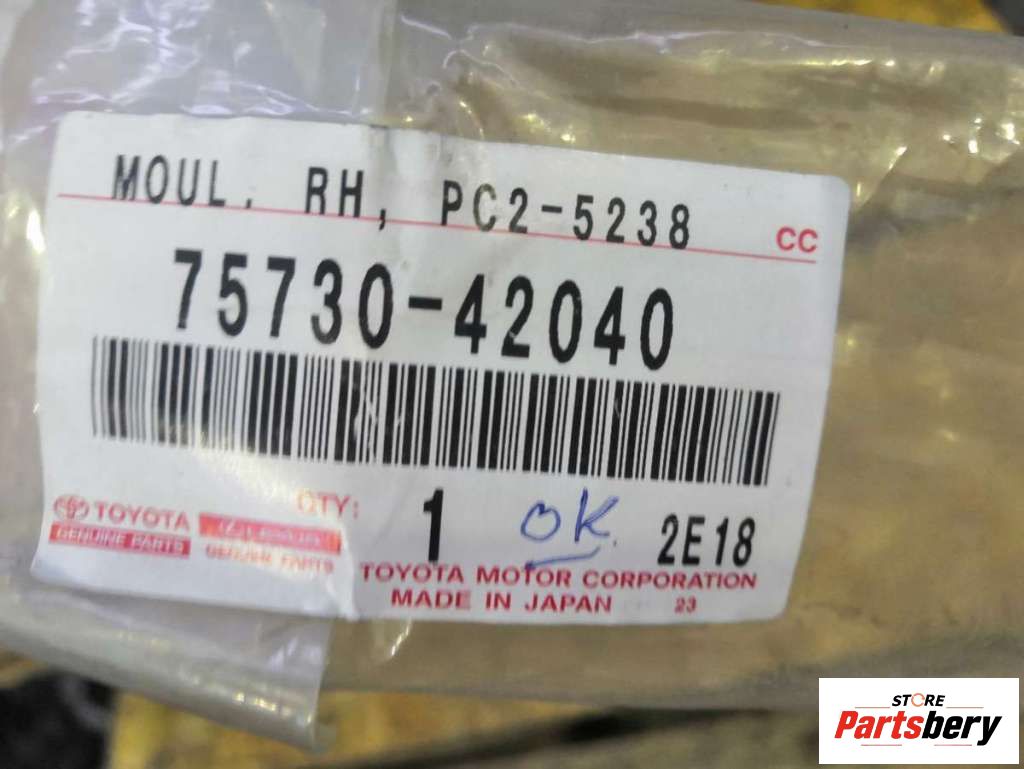 MOUL. RH, PC2-5238
CC
75730-42040
QTY: 1 OK. 2E18
TOYOTA
GENUINE PARTS
GENUINE PARTS
TOYOTA MOTOR CORPORATION
MADE IN JAPAN 23
STORE
Partsbery